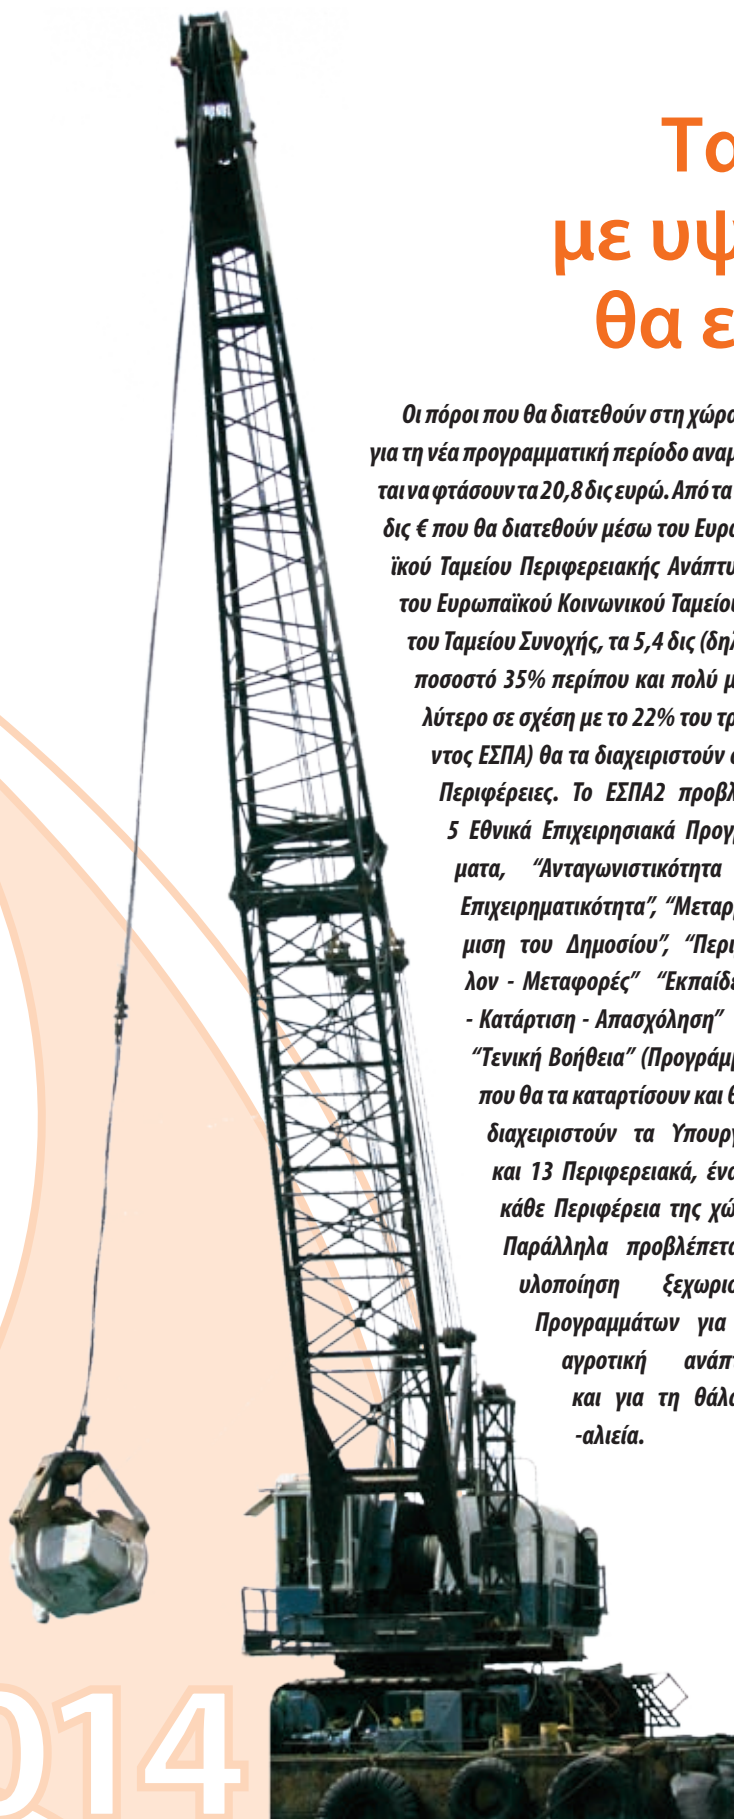 Τα
με υψ
θα ε
Οι πόροι που θα διατεθούν στη χώρα
για τη νέα προγραμματική περίοδο αναμ
ται να φτάσουν τα 20,8 δις ευρώ. Από τα
δις € που θα διατεθούν μέσω του Ευρω
ϊκού Ταμείου Περιφερειακής Ανάπτυ
του Ευρωπαϊκού Κοινωνικού Ταμείου
του Ταμείου Συνοχής, τα 5,4 δις (δηλ
ποσοστό 35% περίπου και πολύ μ
λύτερο σε σχέση με το 22% του τρ
ντος ΕΣΠΑ) θα τα διαχειριστούν ο
Περιφέρειες. Το ΕΣΠΑ2 προβλ
5 Εθνικά Επιχειρησιακά Προγρ
ματα, “Ανταγωνιστικότητα
Επιχειρηματικότητα”, “Μεταρ
μιση του Δημοσίου”, “Περι
λον - Μεταφορές” “Εκπαίδε
- Κατάρτιση - Απασχόληση”
“Τενική Βοήθεια” (Προγράμμ
που θα τα καταρτίσουν και θ
διαχειριστούν τα Υπουργ
και 13 Περιφερειακά, ένα
κάθε Περιφέρεια της χώ
Παράλληλα προβλέπετα
υλοποίηση ξεχωρισ
Προγραμμάτων για
αγροτική ανάπ
και για τη θάλα
-αλιεία.
014